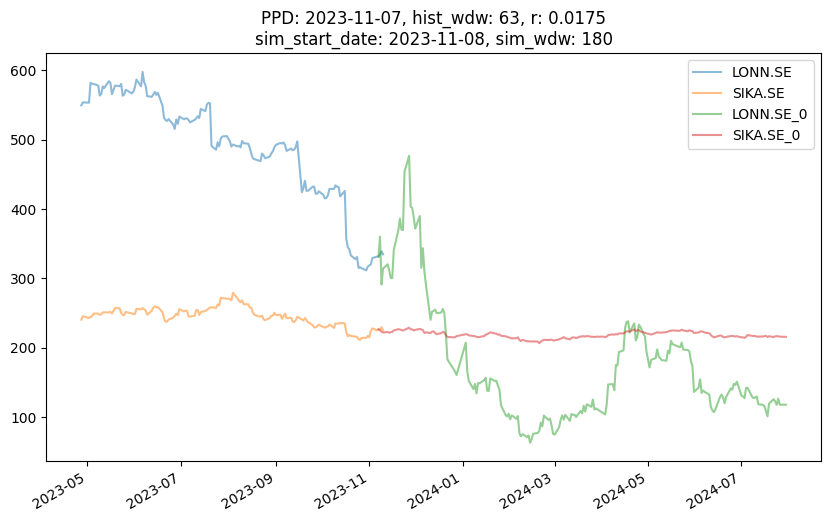 PPD: 2023-11-07, hist_wdw: 63, r: 0.0175
sim_start_date: 2023-11-08, sim_wdw: 180
LONN.SE
SIKA.SE
LONN.SE_0
SIKA.SE_0
600
500
400
300
200
100
2023-05
2023-07
2023-09
2023-11
2024-01
2024-03
2024-05
2024-07